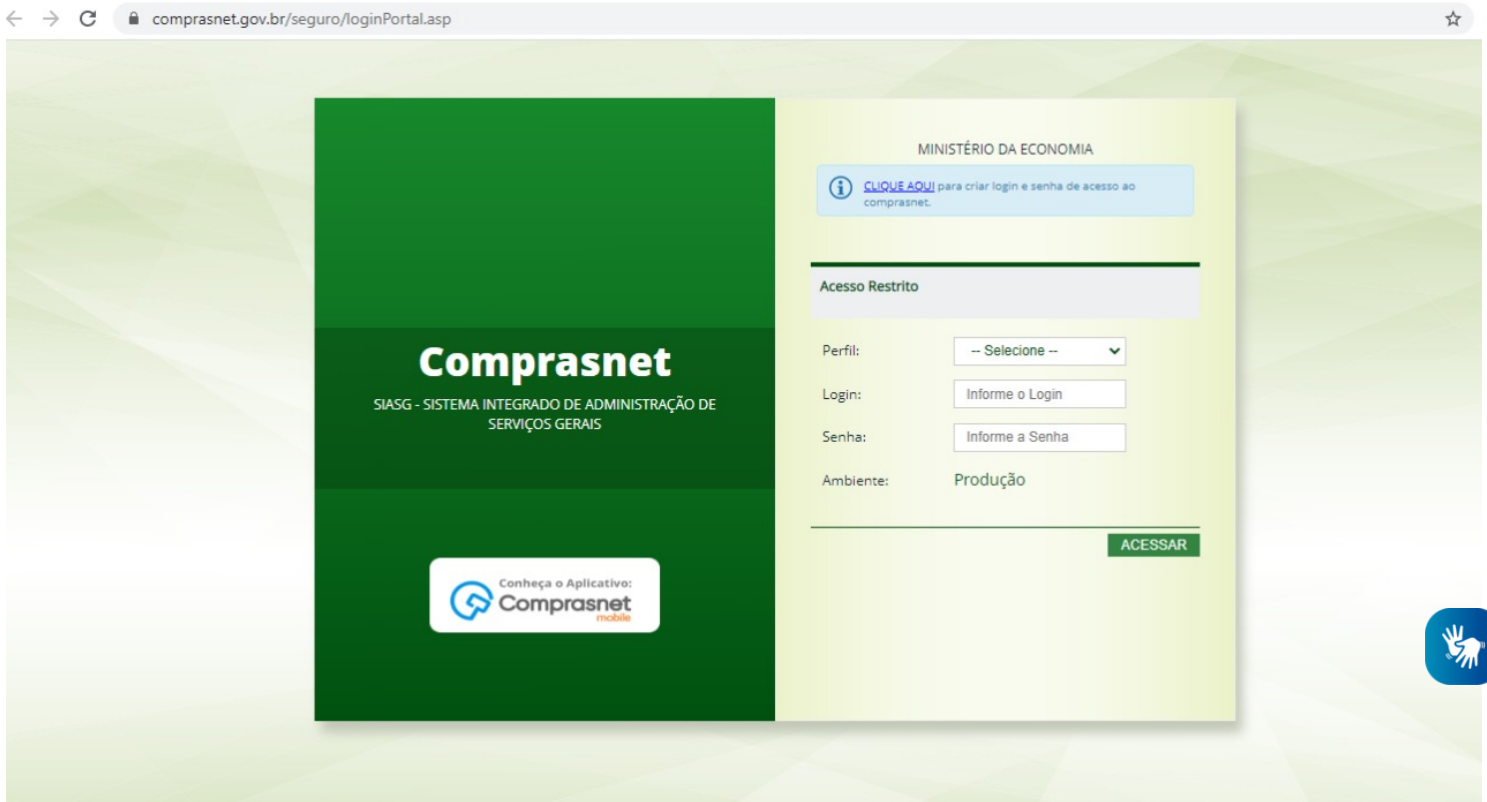 comprasnet.gov.br/seguro/loginPortal.asp
Comprasnet
SIASG - SISTEMA INTEGRADO DE ADMINISTRAÇÃO DE
SERVIÇOS GERAIS
Conheça o Aplicativo:
Comprasnet
mobile
MINISTÉRIO DA ECONOMIA
CLIQUE AQUI para criar login e senha de acesso ao
comprasnet.
Acesso Restrito
Perfil: -- Selecione --
Login: Informe o Login
Senha: Informe a Senha
Ambiente: Produção
ACESSAR